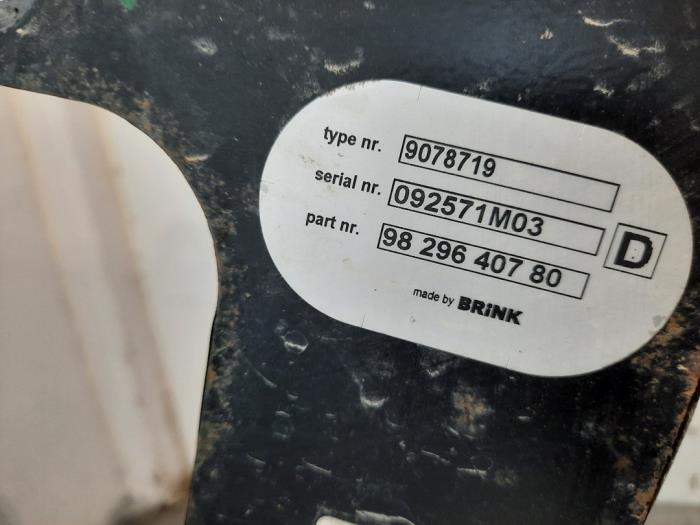 type nr. 9078719
serial nr. 092571M03
part nr. 98 296 407 80
D
made by BRiNK